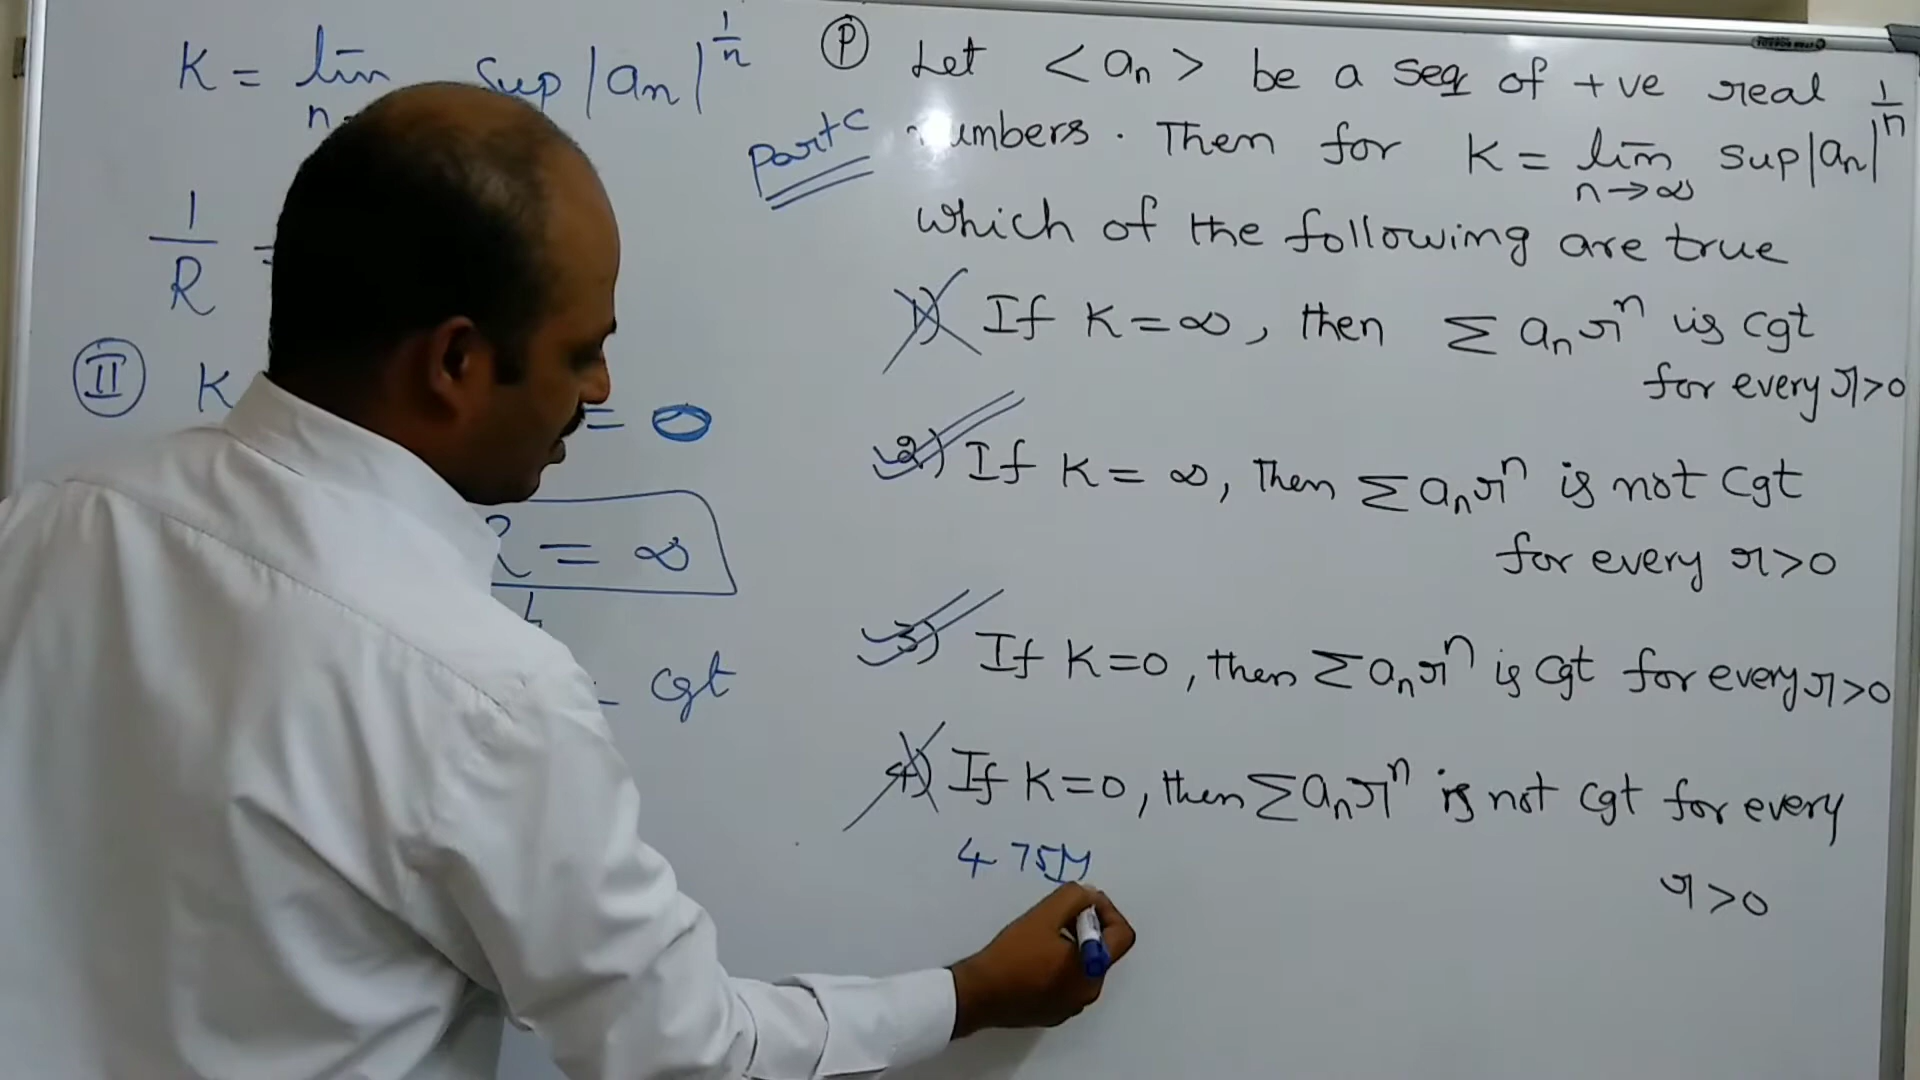 K = lim sup |an|^1/n
n
1/R =
II K = 0
R = ∞
cgt
P Let <an> be a seq of +ve real
Part C
numbers. Then for K = lim n→∞ sup|an|^1/n
which of the following are true
1) If K = ∞, then Σ an r^n is cgt
for every r>0
2) If K = ∞, then Σ an r^n is not cgt
for every r>0
3) If K=0, then Σ an r^n is cgt for every r>0
4) If K=0, then Σ an r^n is not cgt for every
r>0
4 75M